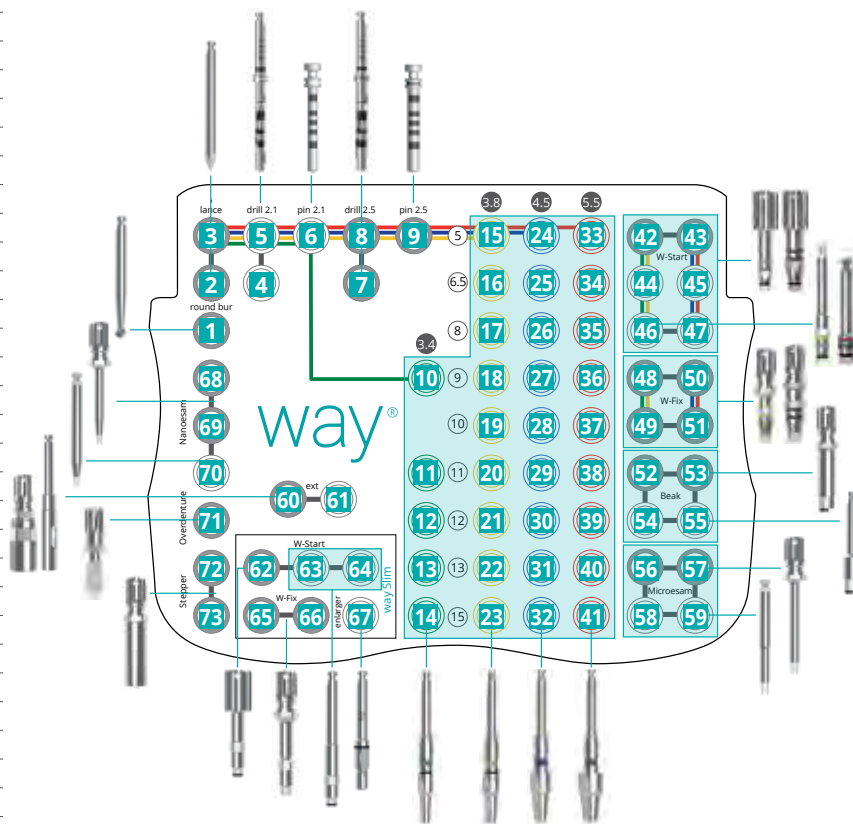 3.8 4.5 5.5
lance drill 2.1 pin 2.1 drill 2.5 pin 2.5
3 5 6 8 9 5 15 24 33 42 43
W-Start
2 4 7 6.5 16 25 34 44 45
round bur
1 8 17 26 35 46 47
3.4
68 10 9 18 27 36 48 50
W-Fix
Nanoesam
69 way® 10 19 28 37 49 51
70 11 11 20 29 38 52 53
ext
60 61
Beak
Overdenture
71 12 12 21 30 39 54 55
W-Start
72 62 63 64 13 13 22 31 40 56 57
way Slim
Stepper
W-Fix
enlarger
Microesam
73 65 66 67 14 15 23 32 41 58 59